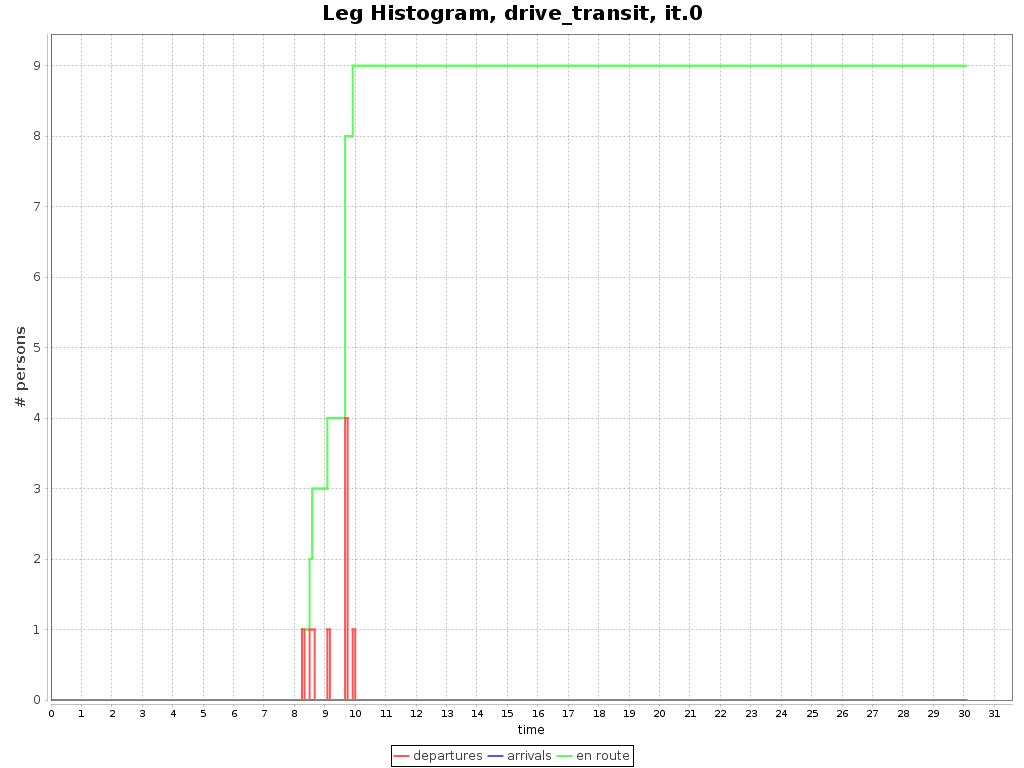 Leg Histogram, drive_transit, it.0
# persons
9
8
7
6
5
4
3
2
1
0
0 1 2 3 4 5 6 7 8 9 10 11 12 13 14 15 16 17 18 19 20 21 22 23 24 25 26 27 28 29 30 31
time
departures arrivals en route